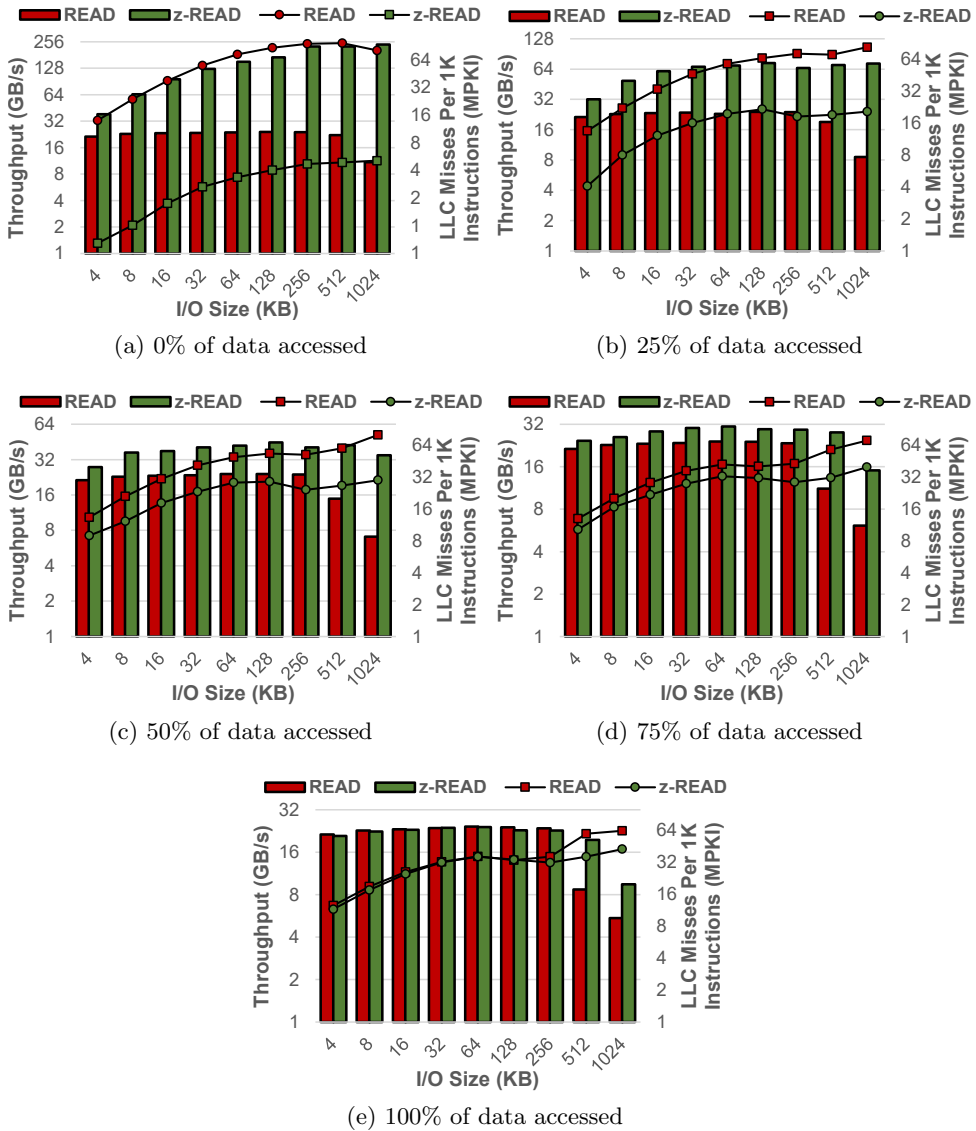 READ z-READ READ z-READ
Throughput (GB/s)
256
128
64
32
16
8
4
2
1
64
32
16
8
4
2
1
LLC Misses Per 1K
Instructions (MPKI)
4 8 16 32 64 128 256 512 1024
I/O Size (KB)
(a) 0% of data accessed
READ z-READ READ z-READ
Throughput (GB/s)
128
64
32
16
8
4
2
1
64
32
16
8
4
2
1
LLC Misses Per 1K
Instructions (MPKI)
4 8 16 32 64 128 256 512 1024
I/O Size (KB)
(b) 25% of data accessed
READ z-READ READ z-READ
Throughput (GB/s)
64
32
16
8
4
2
1
64
32
16
8
4
2
1
LLC Misses Per 1K
Instructions (MPKI)
4 8 16 32 64 128 256 512 1024
I/O Size (KB)
(c) 50% of data accessed
READ z-READ READ z-READ
Throughput (GB/s)
32
16
8
4
2
1
64
32
16
8
4
2
1
LLC Misses Per 1K
Instructions (MPKI)
4 8 16 32 64 128 256 512 1024
I/O Size (KB)
(d) 75% of data accessed
READ z-READ READ z-READ
Throughput (GB/s)
32
16
8
4
2
1
64
32
16
8
4
2
1
LLC Misses Per 1K
Instructions (MPKI)
4 8 16 32 64 128 256 512 1024
I/O Size (KB)
(e) 100% of data accessed